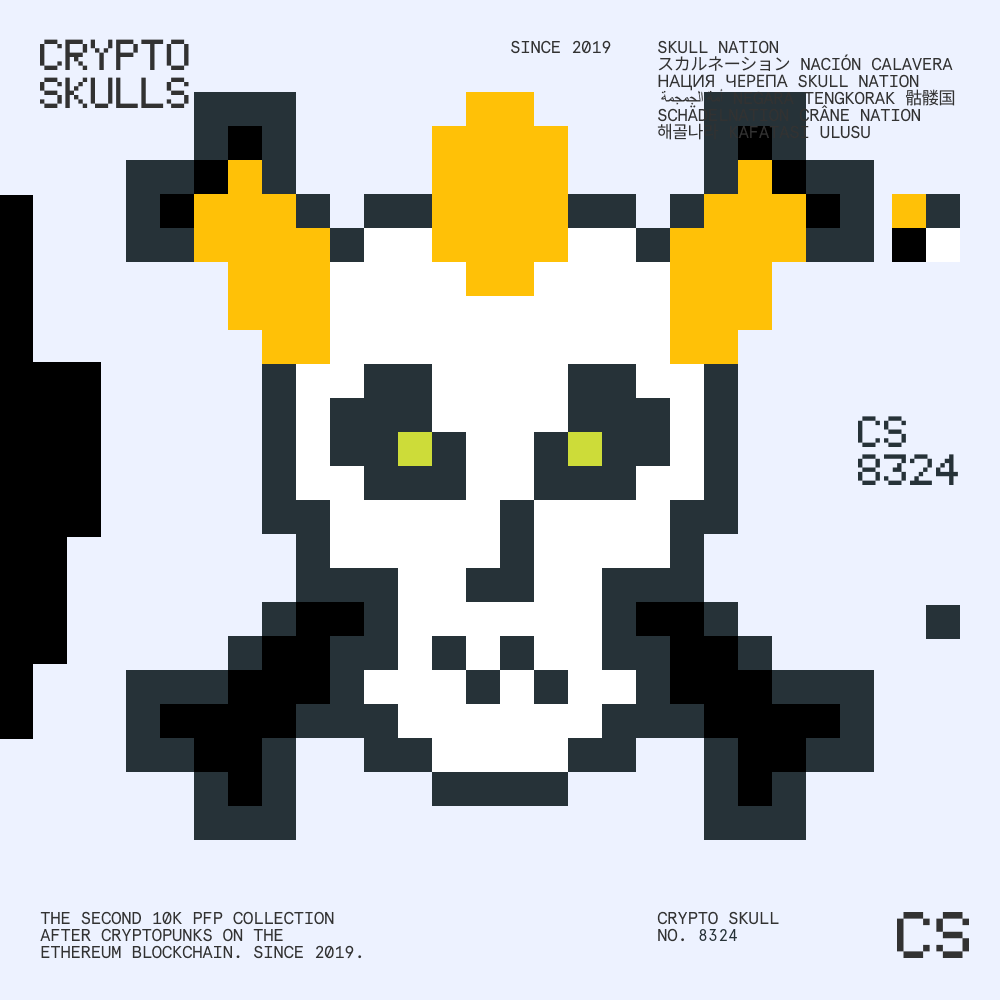 CRYPTO
SKULLS
SINCE 2019
SKULL NATION
スカルネーション NACIÓN CALAVERA
НАЦИЯ ЧЕРЕПА SKULL NATION
الجمجمة TENGKORAK 骷髅国
CRÂNE NATION
해골 ULUSU
CS
8324
THE SECOND 10K PFP COLLECTION
AFTER CRYPTOPUNKS ON THE
ETHEREUM BLOCKCHAIN. SINCE 2019.
CRYPTO SKULL
NO. 8324
CS